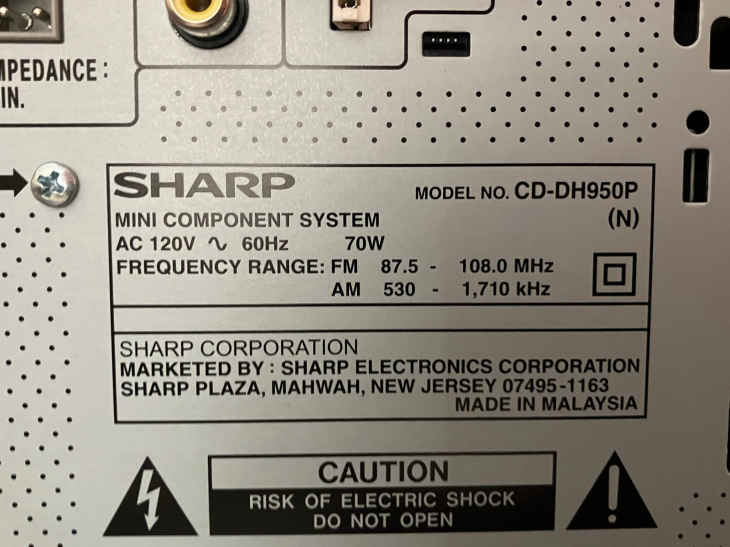 MPEDANCE:
IN.
SHARP
MODEL NO. CD-DH950P
MINI COMPONENT SYSTEM (N)
AC 120V ∿ 60Hz 70W
FREQUENCY RANGE: FM 87.5 - 108.0 MHz
AM 530 - 1,710 kHz
SHARP CORPORATION
MARKETED BY : SHARP ELECTRONICS CORPORATION
SHARP PLAZA, MAHWAH, NEW JERSEY 07495-1163
MADE IN MALAYSIA
CAUTION
RISK OF ELECTRIC SHOCK
DO NOT OPEN